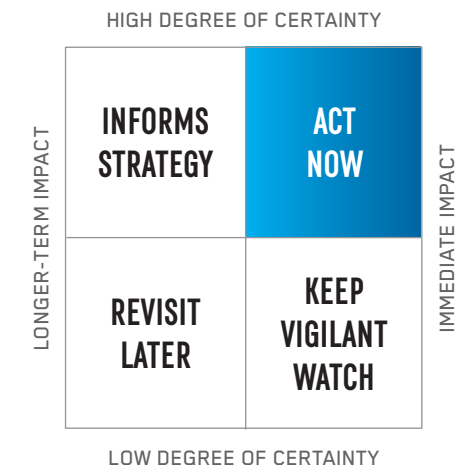 HIGH DEGREE OF CERTAINTY
LONGER-TERM IMPACT
INFORMS
STRATEGY
ACT
NOW
IMMEDIATE IMPACT
REVISIT
LATER
KEEP
VIGILANT
WATCH
LOW DEGREE OF CERTAINTY